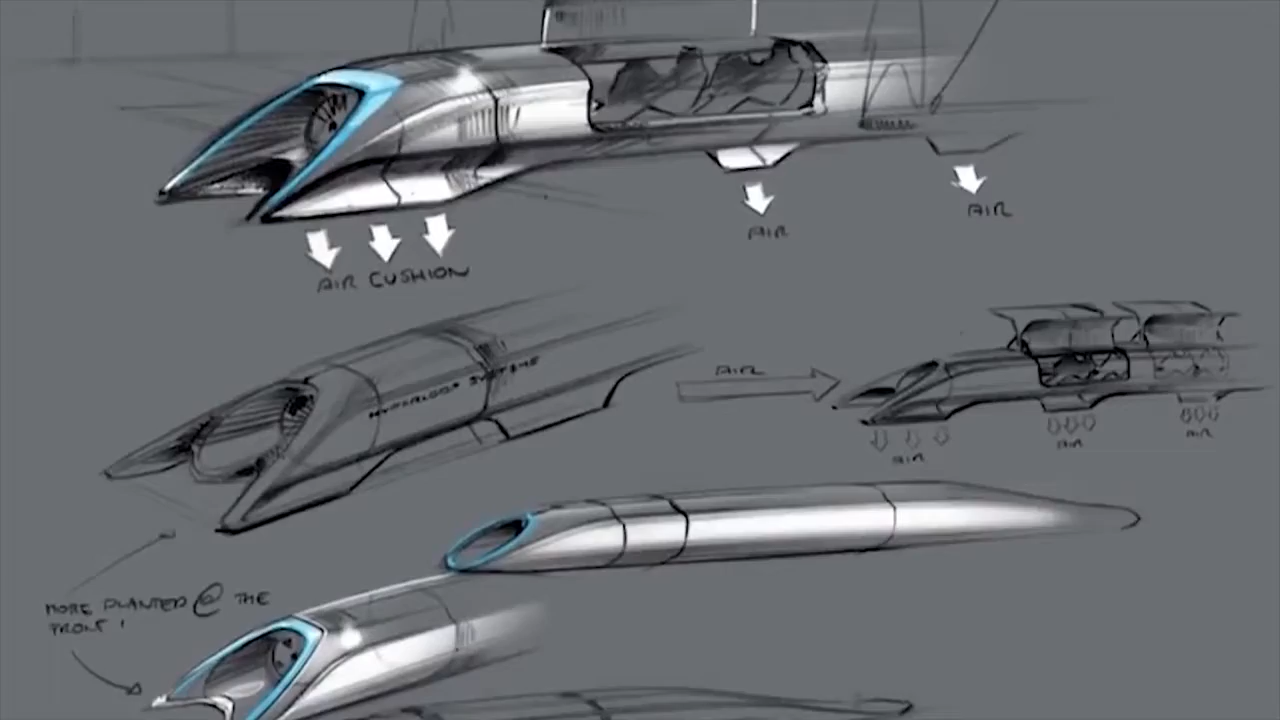 AIR
AIR
AIR CUSHION
HYPERLOOP SYSTEMS
AIR
AIR
AIR
AIR
MORE PLANTED @ THE
FRONT !